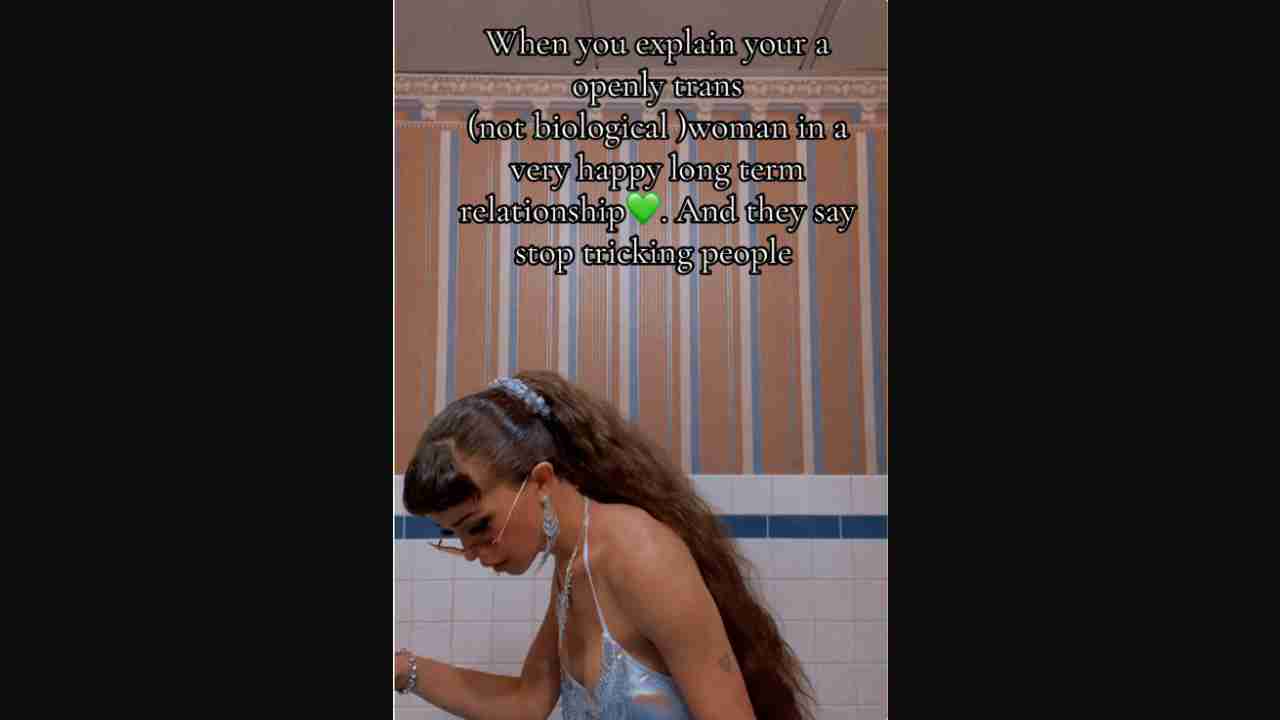 When you explain your a
openly trans
(not biological )woman in a
very happy long term
relationship💚. And they say
stop tricking people